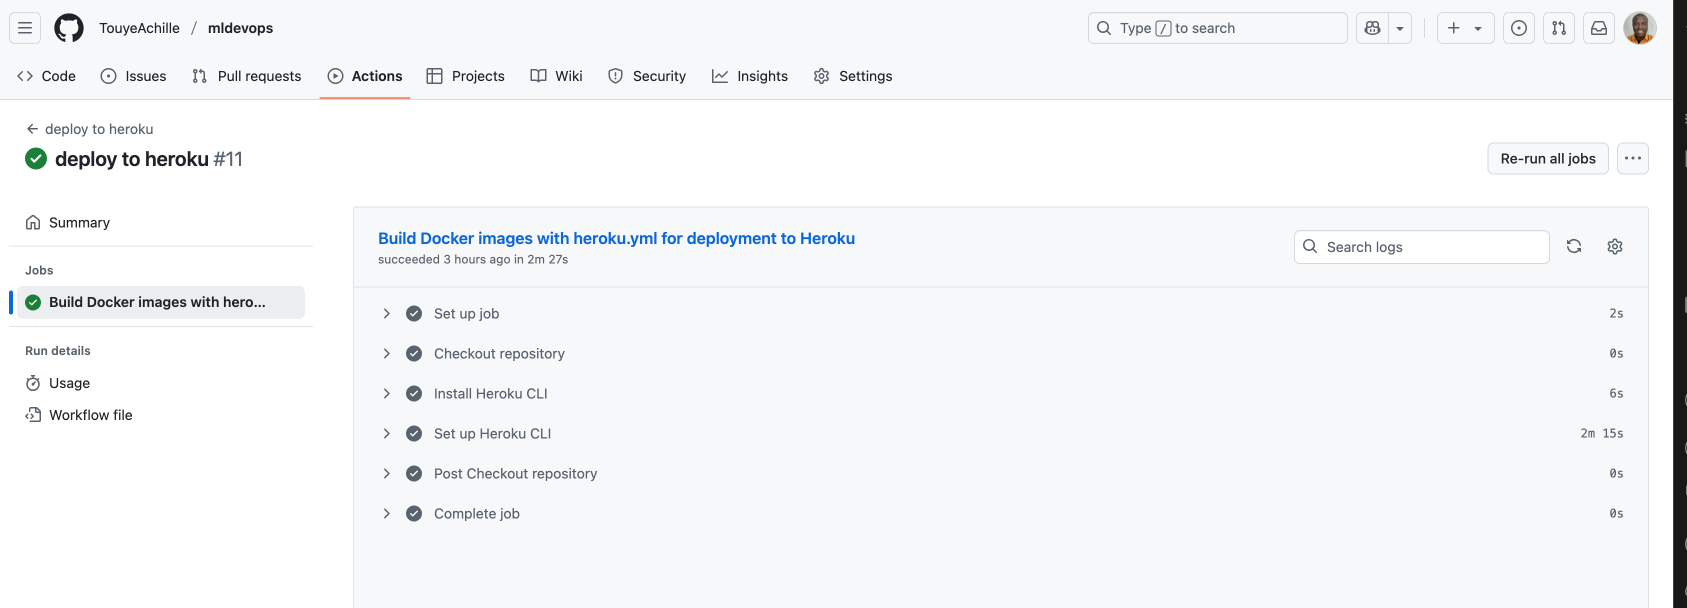 TouyeAchille / mldevops
Type / to search
Code Issues Pull requests Actions Projects Wiki Security Insights Settings
deploy to heroku
deploy to heroku #11
Re-run all jobs
Summary
Jobs
Build Docker images with hero...
Run details
Usage
Workflow file
Build Docker images with heroku.yml for deployment to Heroku
succeeded 3 hours ago in 2m 27s
Search logs
Set up job 2s
Checkout repository 0s
Install Heroku CLI 6s
Set up Heroku CLI 2m 15s
Post Checkout repository 0s
Complete job 0s